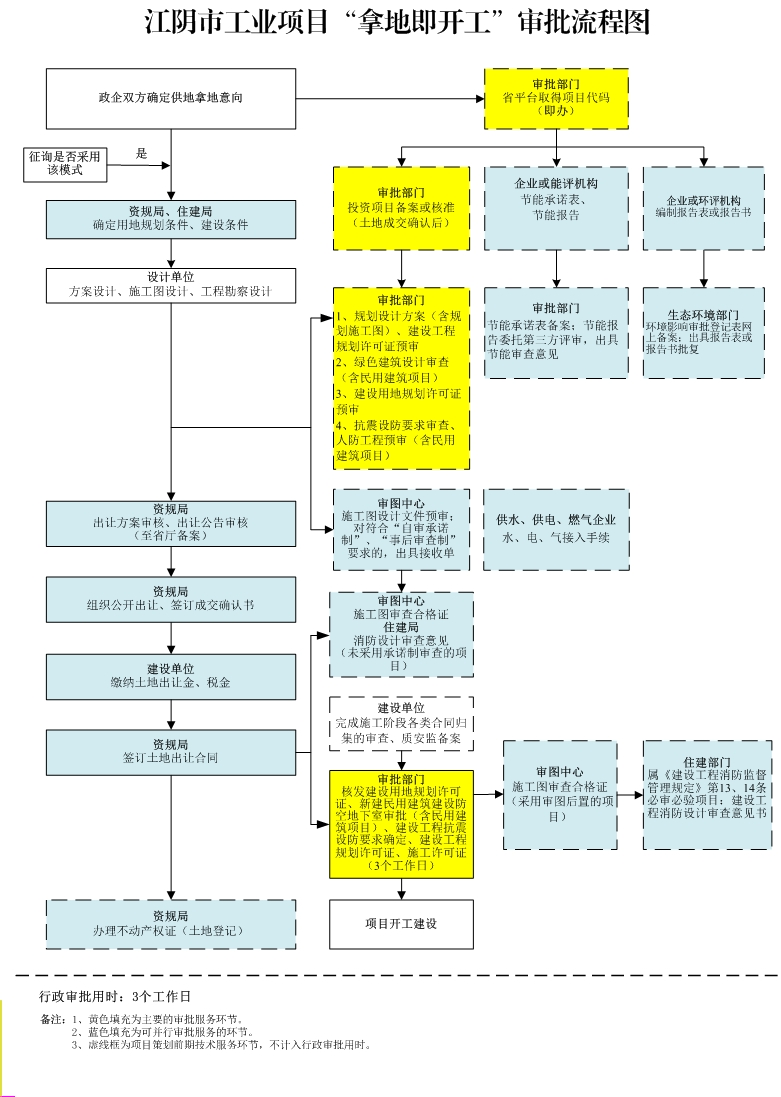 江阴市工业项目“拿地即开工”审批流程图
政企双方确定供地拿地意向
审批部门
省平台取得项目代码
（即办）
征询是否采用
该模式
是
审批部门
投资项目备案或核准
（土地成交确认后）
企业或能评机构
节能承诺表、
节能报告
企业或环评机构
编制报告表或报告书
资规局、住建局
确定用地规划条件、建设条件
设计单位
方案设计、施工图设计、工程勘察设计
审批部门
1、规划设计方案（含规
划施工图）、建设工程
规划许可证预审
2、绿色建筑设计审查
（含民用建筑项目）
3、建设用地规划许可证
预审
4、抗震设防要求审查、
人防工程预审（含民用
建筑项目）
审批部门
节能承诺表备案；节能报
告委托第三方评审，出具
节能审查意见
生态环境部门
环境影响审批登记表网
上备案；出具报告表或
报告书批复
资规局
出让方案审核、出让公告审核
（至省厅备案）
审图中心
施工图设计文件预审；
对符合“自审承诺
制”、“事后审查制”
要求的，出具接收单
供水、供电、燃气企业
水、电、气接入手续
资规局
组织公开出让、签订成交确认书
审图中心
施工图审查合格证
住建局
消防设计审查意见
（未采用承诺制审查的项
目）
建设单位
缴纳土地出让金、税金
建设单位
完成施工阶段各类合同归
集的审查、质安监备案
资规局
签订土地出让合同
审批部门
核发建设用地规划许可
证、新建民用建筑建设防
空地下室审批（含民用建
筑项目）、建设工程抗震
设防要求确定、建设工程
规划许可证、施工许可证
（3个工作日）
审图中心
施工图审查合格证
（采用审图后置的项
目）
住建部门
属《建设工程消防监督
管理规定》第13、14条
必审必验项目；建设工
程消防设计审查意见书
资规局
办理不动产权证（土地登记）
项目开工建设
行政审批用时：3个工作日
备注：1、黄色填充为主要的审批服务环节。
2、蓝色填充为可并行审批服务的环节。
3、虚线框为项目策划前期技术服务环节，不计入行政审批用时。